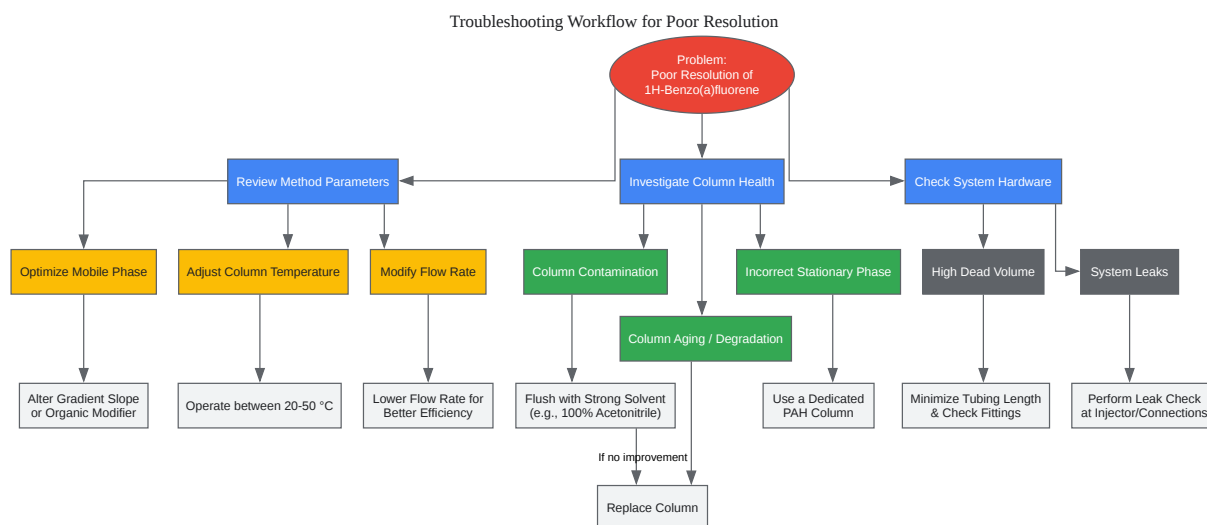 Troubleshooting Workflow for Poor Resolution
Problem:
Poor Resolution of
1H-Benzo(a)fluorene
Review Method Parameters
Investigate Column Health
Check System Hardware
Optimize Mobile Phase
Adjust Column Temperature
Modify Flow Rate
Column Contamination
Incorrect Stationary Phase
High Dead Volume
System Leaks
Column Aging / Degradation
Alter Gradient Slope
or Organic Modifier
Operate between 20-50 °C
Lower Flow Rate for
Better Efficiency
Flush with Strong Solvent
(e.g., 100% Acetonitrile)
Use a Dedicated
PAH Column
Minimize Tubing Length
& Check Fittings
Perform Leak Check
at Injector/Connections
If no improvement
Replace Column